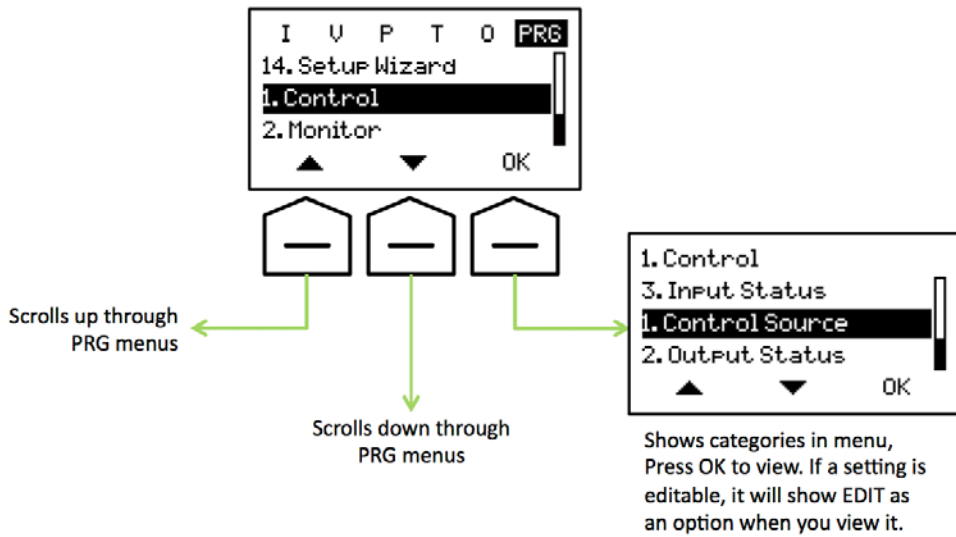 I V P T O PRG
14.Setup Wizard
1.Control
2.Monitor
OK
1.Control
3.Input Status
1.Control Source
2.Output Status
OK
Scrolls up through
PRG menus
Scrolls down through
PRG menus
Shows categories in menu,
Press OK to view. If a setting is
editable, it will show EDIT as
an option when you view it.